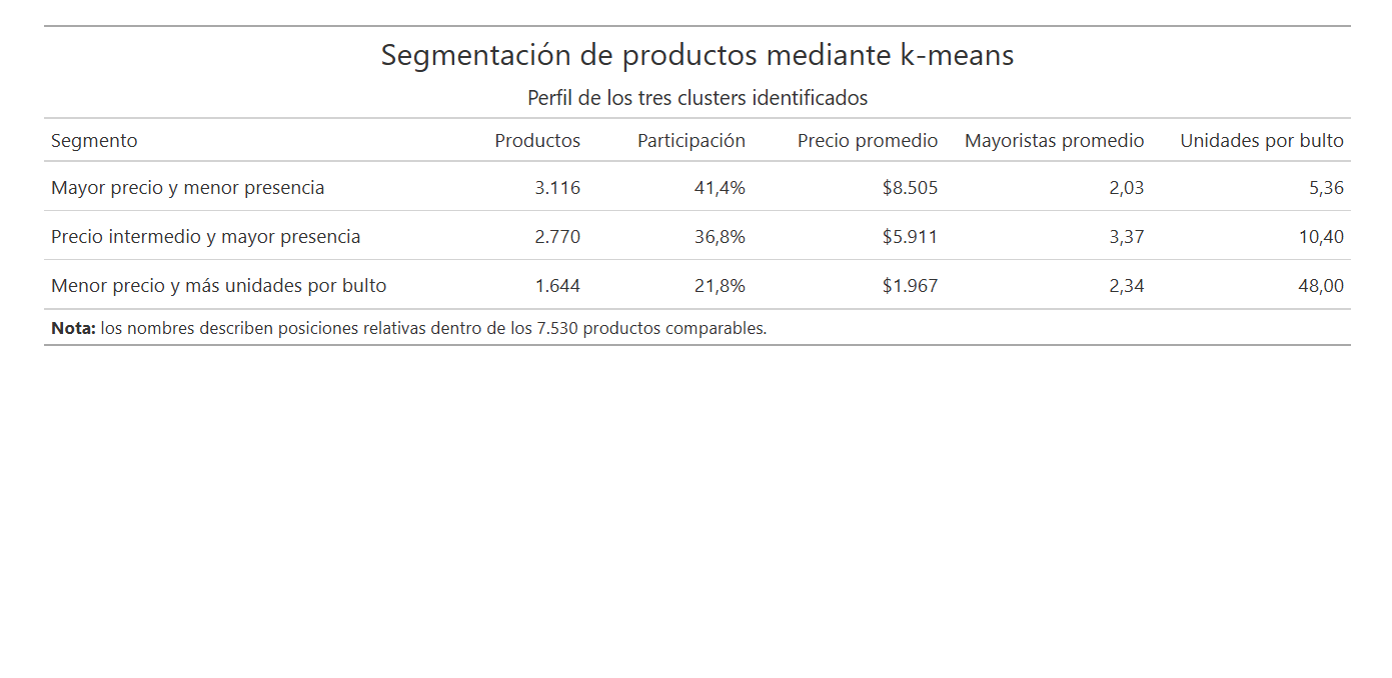 Segmentación de productos mediante k-means
Perfil de los tres clusters identificados
Segmento Productos Participación Precio promedio Mayoristas promedio Unidades por bulto
Mayor precio y menor presencia 3.116 41,4% $8.505 2,03 5,36
Precio intermedio y mayor presencia 2.770 36,8% $5.911 3,37 10,40
Menor precio y más unidades por bulto 1.644 21,8% $1.967 2,34 48,00
Nota: los nombres describen posiciones relativas dentro de los 7.530 productos comparables.